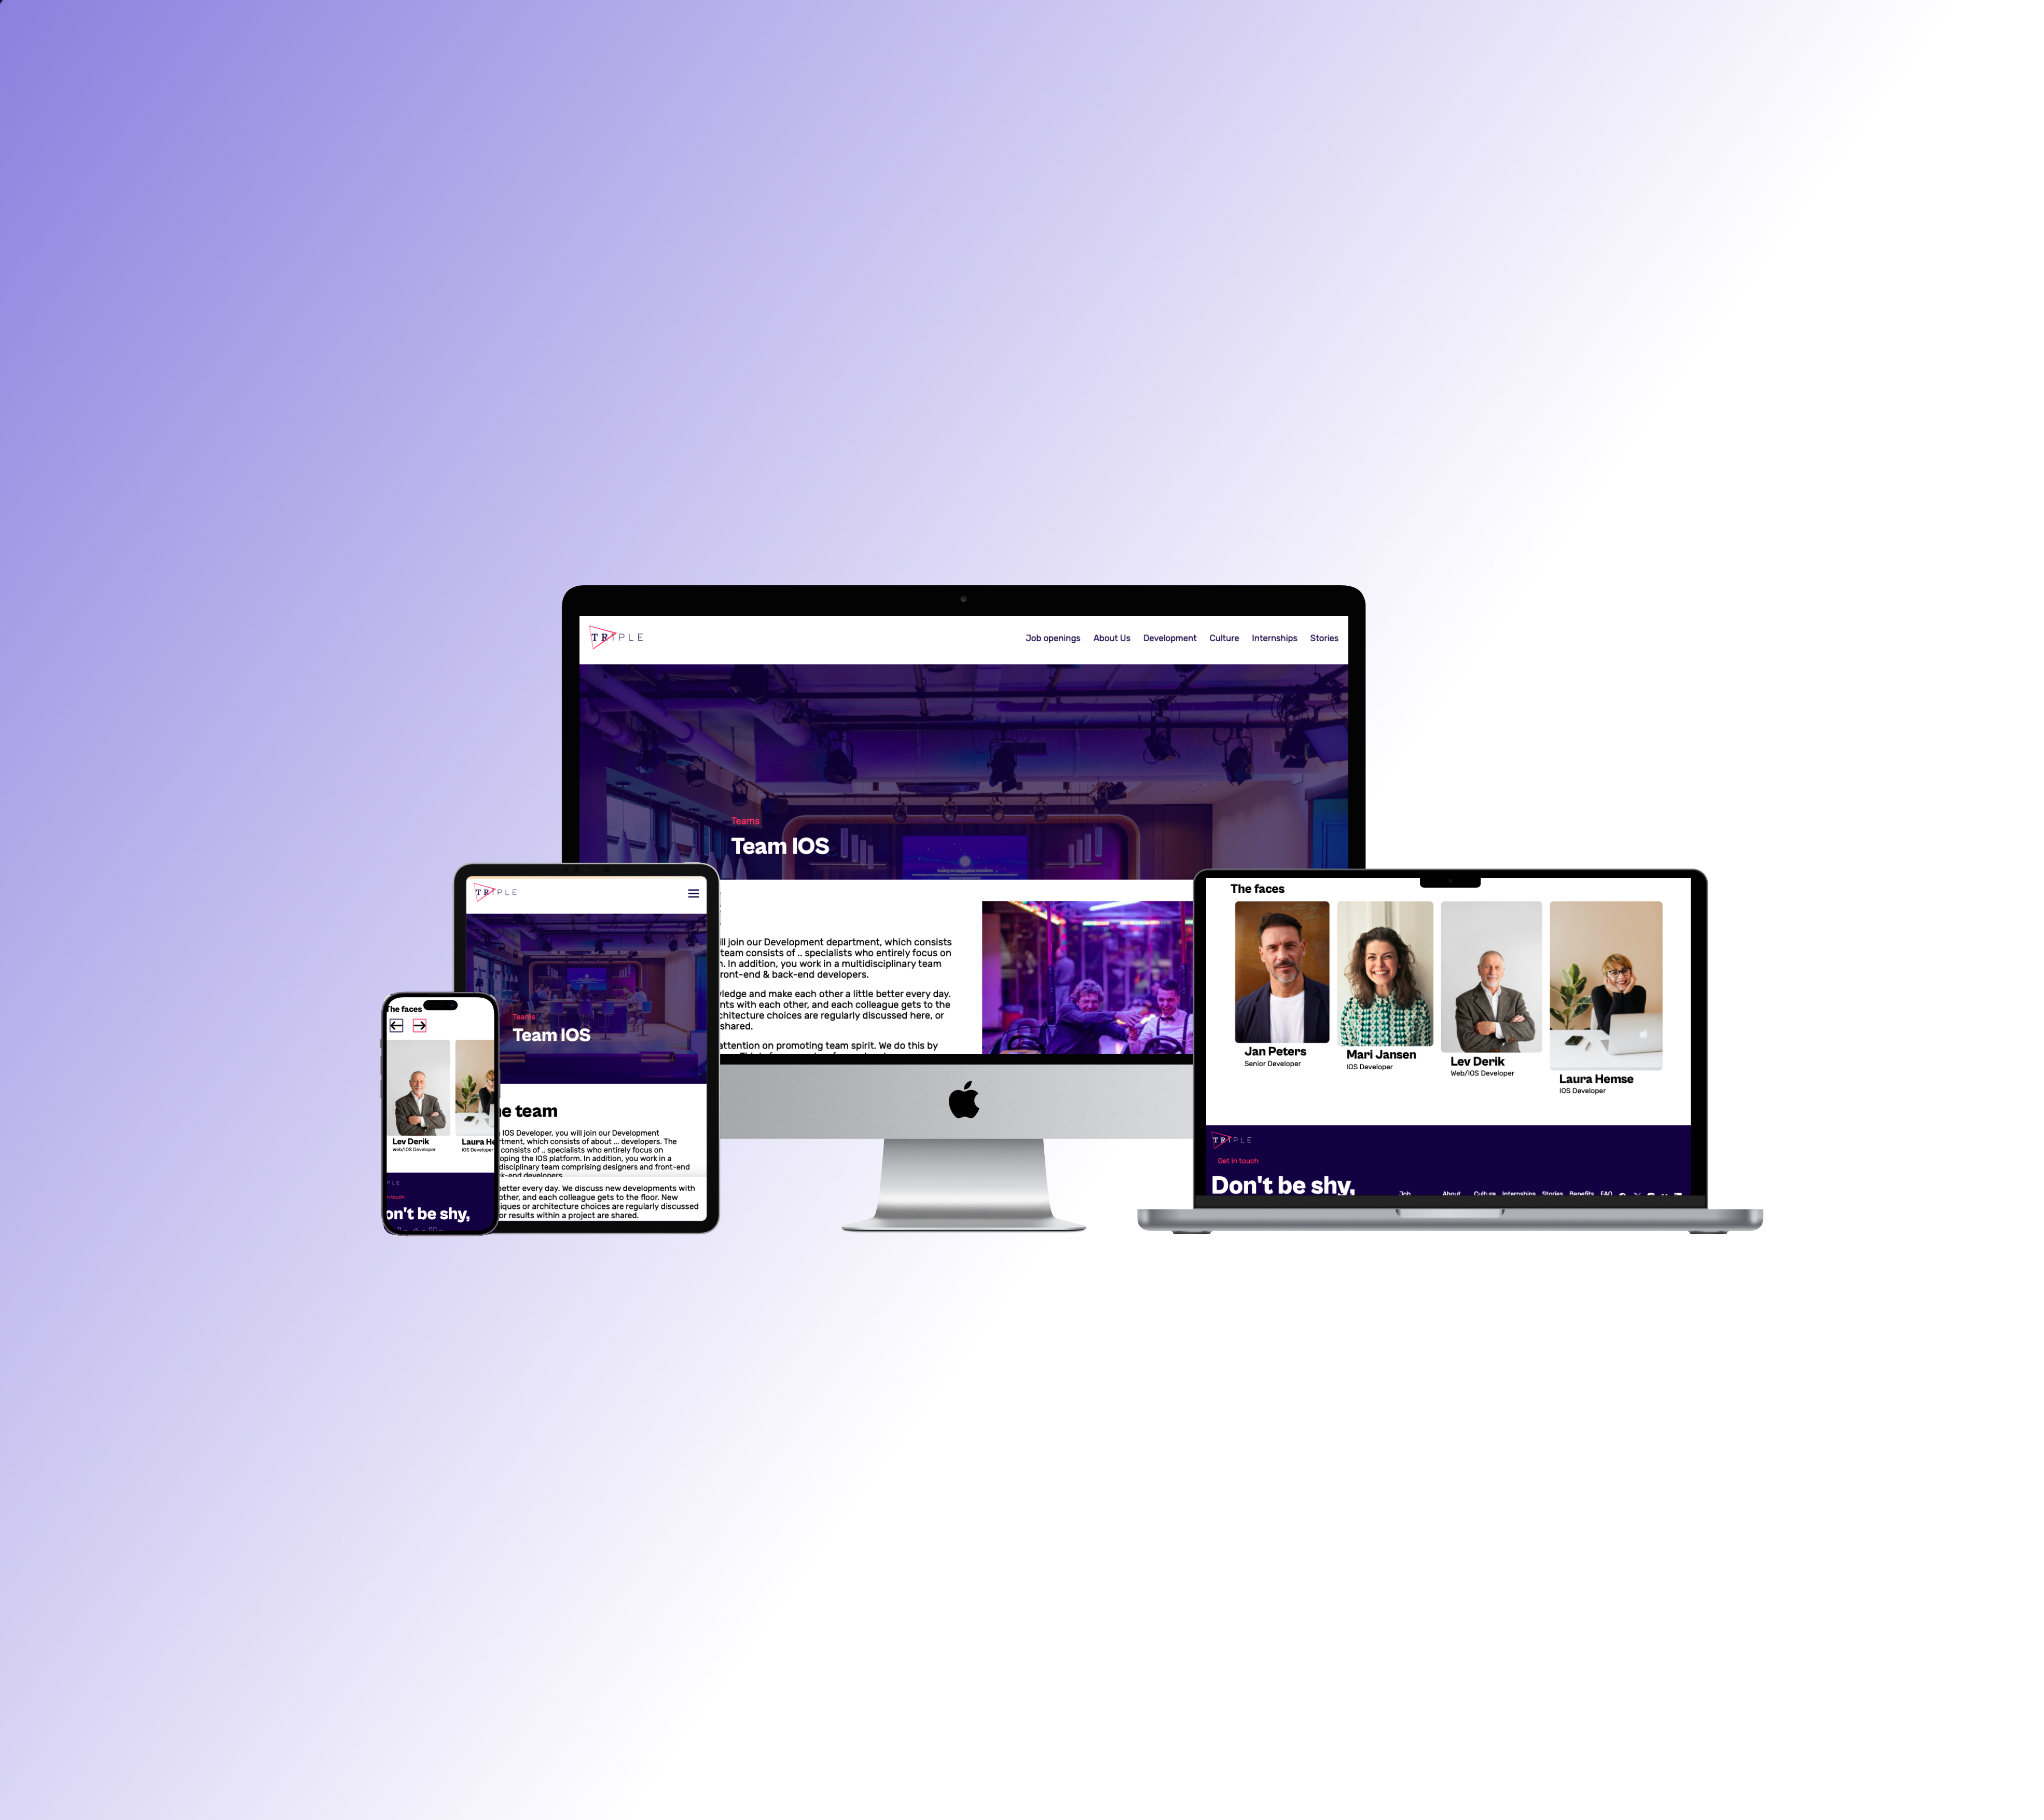 TRIPLE
Job openings About Us Development Culture Internships Stories
Teams
Team IOS
ll join our Development department, which consists
team consists of .. specialists who entirely focus on
. In addition, you work in a multidisciplinary team
ront-end & back-end developers.
ledge and make each other a little better every day.
nts with each other, and each colleague gets to the
chitecture choices are regularly discussed here, or
shared.
attention on promoting team spirit. We do this by
TRIPLE
Teams
Team IOS
e team
IOS Developer, you will join our Development
rtment, which consists of about ... developers. The
consists of .. specialists who entirely focus on
oping the IOS platform. In addition, you work in a
disciplinary team comprising designers and front-end
k-end developers.
better every day. We discuss new developments with
other, and each colleague gets to the floor. New
iques or architecture choices are regularly discussed
or results within a project are shared.
The faces
Lev Derik
Web/IOS Developer
Laura He
IOS Developer
PLE
n touch
on't be shy,
The faces
Jan Peters
Senior Developer
Mari Jansen
IOS Developer
Lev Derik
Web/IOS Developer
Laura Hemse
IOS Developer
TRIPLE
Get in touch
Don't be shy,
Job About Culture Internships Stories Benefits FAQ